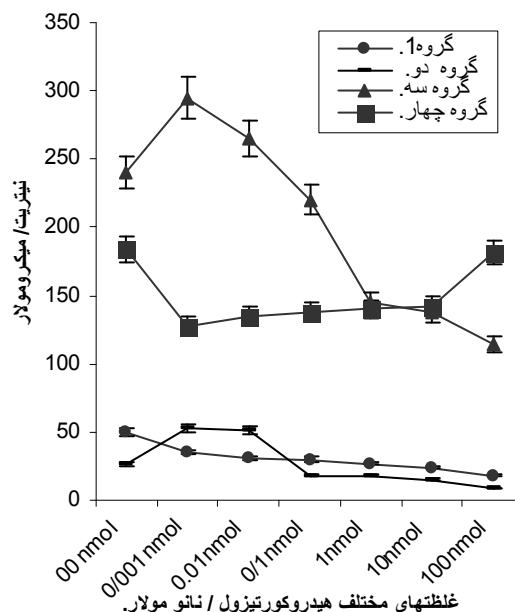 گروه1.
گروه دو.
گروه سه.
گروه چهار.
نیتریت/ میکرومولار
350
300
250
200
150
100
50
0
00 nmol
0/001 nmol
0.01nmol
0/1nmol
1nmol
10nmol
100nmol
غلظتهای مختلف هیدروکورتیزول / نانو مولار.